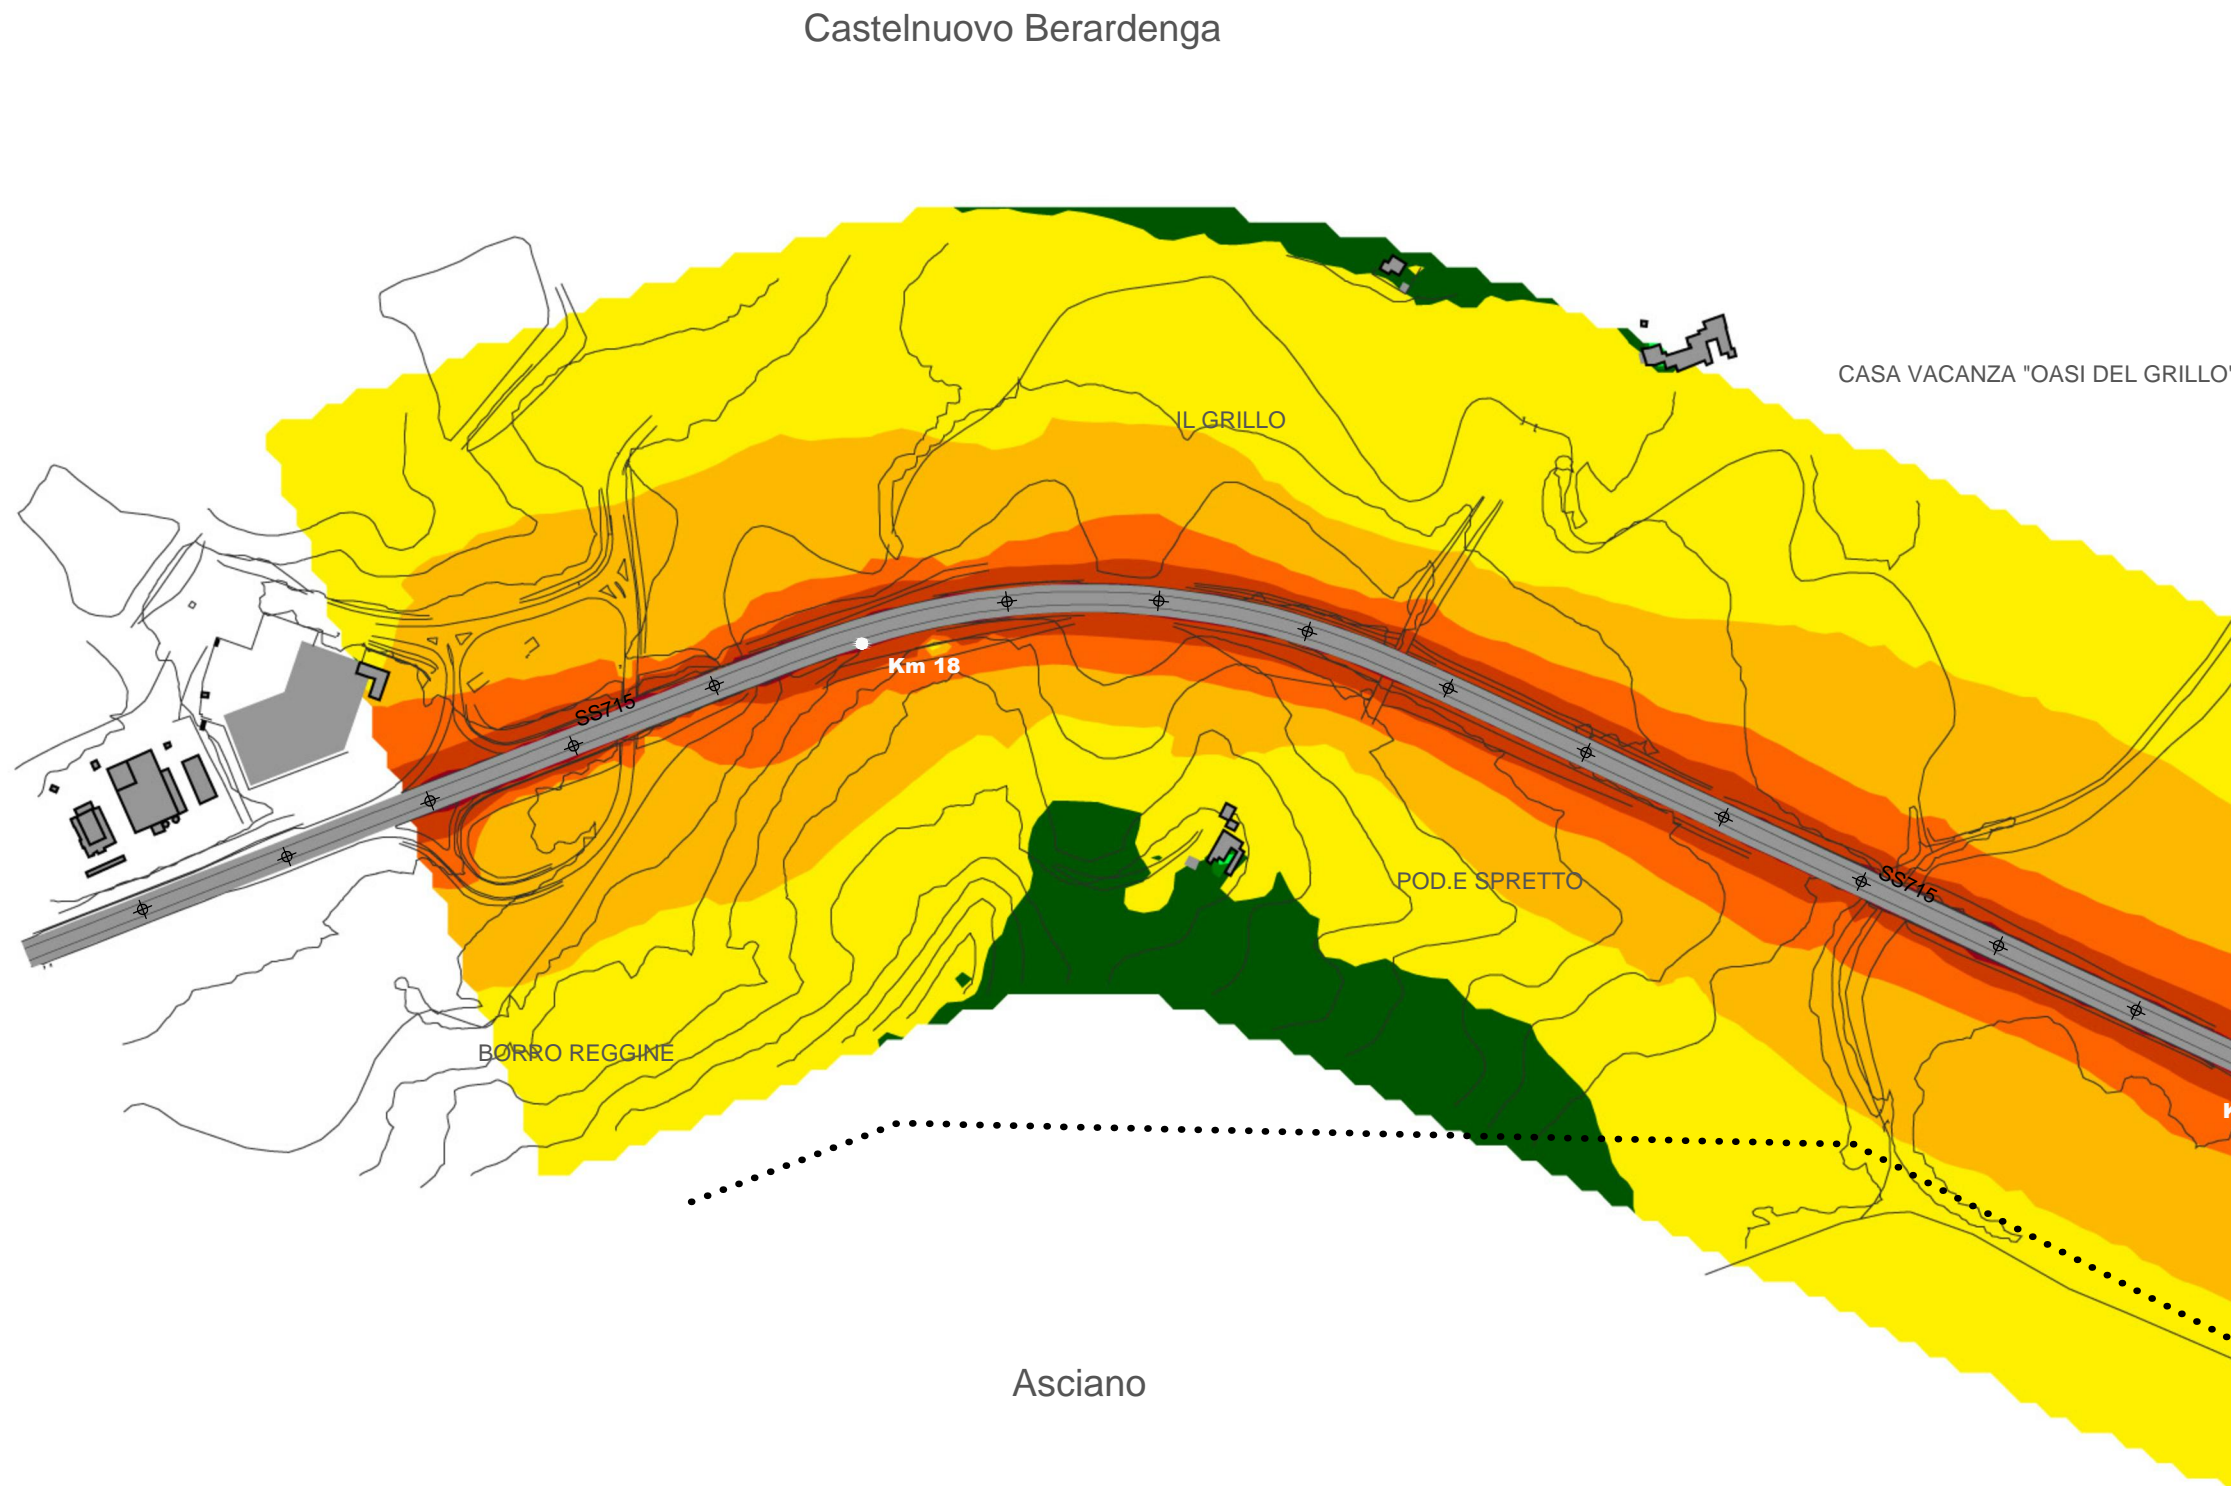 Castelnuovo Berardenga
CASA VACANZA "OASI DEL GRILLO"
IL GRILLO
Km 18
SS715
SS715
POD.E SPRETTO
BORRO REGGINE
Asciano